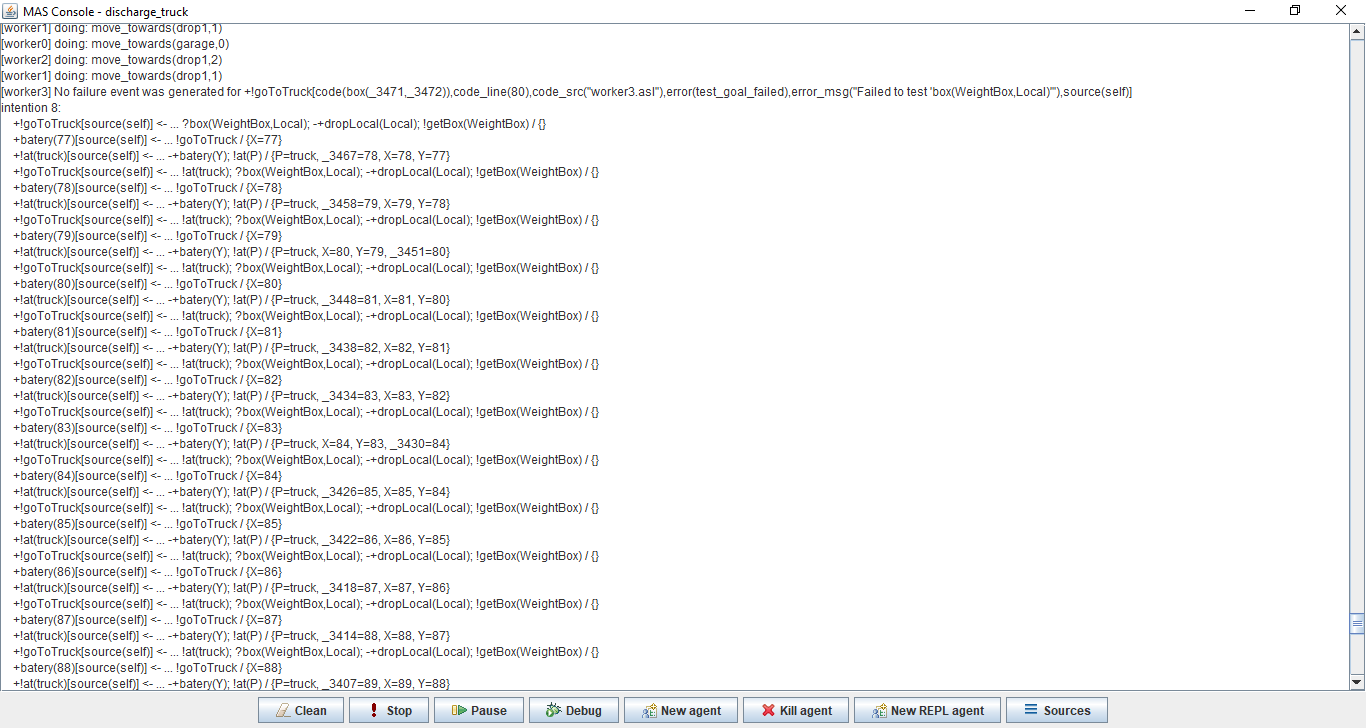 MAS Console - discharge_truck
[worker1] doing: move_towards(drop1,1)
[worker0] doing: move_towards(garage,0)
[worker2] doing: move_towards(drop1,2)
[worker1] doing: move_towards(drop1,1)
[worker3] No failure event was generated for +!goToTruck[code(box(_3471,_3472)),code_line(80),code_src("worker3.asl"),error(test_goal_failed),error_msg("Failed to test 'box(WeightBox,Local)'"),source(self)]
intention 8:
+!goToTruck[source(self)] <- ... ?box(WeightBox,Local); -+dropLocal(Local); !getBox(WeightBox) / {}
+batery(77)[source(self)] <- ... !goToTruck / {X=77}
+!at(truck)[source(self)] <- ... -+batery(Y); !at(P) / {P=truck, _3467=78, X=78, Y=77}
+!goToTruck[source(self)] <- ... !at(truck); ?box(WeightBox,Local); -+dropLocal(Local); !getBox(WeightBox) / {}
+batery(78)[source(self)] <- ... !goToTruck / {X=78}
+!at(truck)[source(self)] <- ... -+batery(Y); !at(P) / {P=truck, _3458=79, X=79, Y=78}
+!goToTruck[source(self)] <- ... !at(truck); ?box(WeightBox,Local); -+dropLocal(Local); !getBox(WeightBox) / {}
+batery(79)[source(self)] <- ... !goToTruck / {X=79}
+!at(truck)[source(self)] <- ... -+batery(Y); !at(P) / {P=truck, X=80, Y=79, _3451=80}
+!goToTruck[source(self)] <- ... !at(truck); ?box(WeightBox,Local); -+dropLocal(Local); !getBox(WeightBox) / {}
+batery(80)[source(self)] <- ... !goToTruck / {X=80}
+!at(truck)[source(self)] <- ... -+batery(Y); !at(P) / {P=truck, _3448=81, X=81, Y=80}
+!goToTruck[source(self)] <- ... !at(truck); ?box(WeightBox,Local); -+dropLocal(Local); !getBox(WeightBox) / {}
+batery(81)[source(self)] <- ... !goToTruck / {X=81}
+!at(truck)[source(self)] <- ... -+batery(Y); !at(P) / {P=truck, _3438=82, X=82, Y=81}
+!goToTruck[source(self)] <- ... !at(truck); ?box(WeightBox,Local); -+dropLocal(Local); !getBox(WeightBox) / {}
+batery(82)[source(self)] <- ... !goToTruck / {X=82}
+!at(truck)[source(self)] <- ... -+batery(Y); !at(P) / {P=truck, _3434=83, X=83, Y=82}
+!goToTruck[source(self)] <- ... !at(truck); ?box(WeightBox,Local); -+dropLocal(Local); !getBox(WeightBox) / {}
+batery(83)[source(self)] <- ... !goToTruck / {X=83}
+!at(truck)[source(self)] <- ... -+batery(Y); !at(P) / {P=truck, X=84, Y=83, _3430=84}
+!goToTruck[source(self)] <- ... !at(truck); ?box(WeightBox,Local); -+dropLocal(Local); !getBox(WeightBox) / {}
+batery(84)[source(self)] <- ... !goToTruck / {X=84}
+!at(truck)[source(self)] <- ... -+batery(Y); !at(P) / {P=truck, _3426=85, X=85, Y=84}
+!goToTruck[source(self)] <- ... !at(truck); ?box(WeightBox,Local); -+dropLocal(Local); !getBox(WeightBox) / {}
+batery(85)[source(self)] <- ... !goToTruck / {X=85}
+!at(truck)[source(self)] <- ... -+batery(Y); !at(P) / {P=truck, _3422=86, X=86, Y=85}
+!goToTruck[source(self)] <- ... !at(truck); ?box(WeightBox,Local); -+dropLocal(Local); !getBox(WeightBox) / {}
+batery(86)[source(self)] <- ... !goToTruck / {X=86}
+!at(truck)[source(self)] <- ... -+batery(Y); !at(P) / {P=truck, _3418=87, X=87, Y=86}
+!goToTruck[source(self)] <- ... !at(truck); ?box(WeightBox,Local); -+dropLocal(Local); !getBox(WeightBox) / {}
+batery(87)[source(self)] <- ... !goToTruck / {X=87}
+!at(truck)[source(self)] <- ... -+batery(Y); !at(P) / {P=truck, _3414=88, X=88, Y=87}
+!goToTruck[source(self)] <- ... !at(truck); ?box(WeightBox,Local); -+dropLocal(Local); !getBox(WeightBox) / {}
+batery(88)[source(self)] <- ... !goToTruck / {X=88}
+!at(truck)[source(self)] <- ... -+batery(Y); !at(P) / {P=truck, _3407=89, X=89, Y=88}
Clean Stop Pause Debug New agent Kill agent New REPL agent Sources